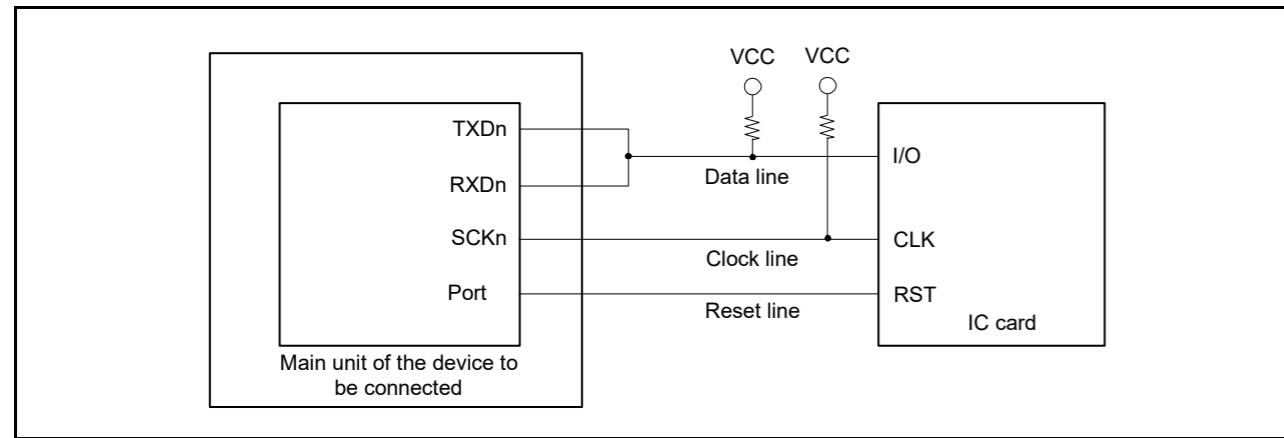 VCC
VCC
TXDn
RXDn
SCKn
Port
Main unit of the device to
be connected
Data line
Clock line
Reset line
I/O
CLK
RST
IC card